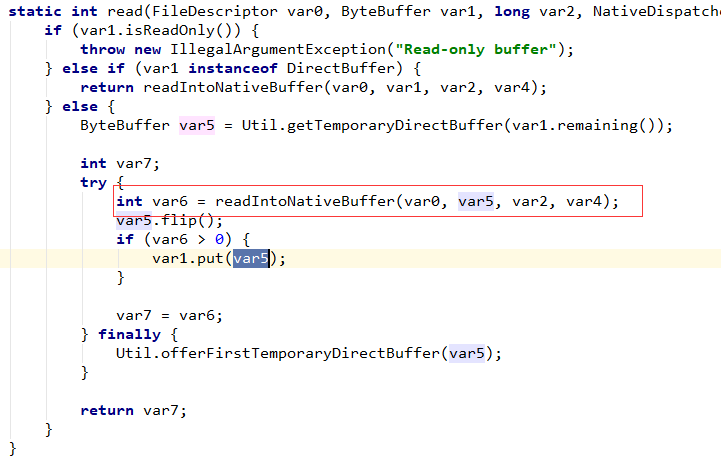 static int read(FileDescriptor var0, ByteBuffer var1, long var2, NativeDispatche
if (var1.isReadOnly()) {
throw new IllegalArgumentException("Read-only buffer");
} else if (var1 instanceof DirectBuffer) {
return readIntoNativeBuffer(var0, var1, var2, var4);
} else {
ByteBuffer var5 = Util.getTemporaryDirectBuffer(var1.remaining());
int var7;
try {
int var6 = readIntoNativeBuffer(var0, var5, var2, var4);
var5.flip();
if (var6 > 0) {
var1.put(var5);
}
var7 = var6;
} finally {
Util.offerFirstTemporaryDirectBuffer(var5);
}
return var7;
}
}